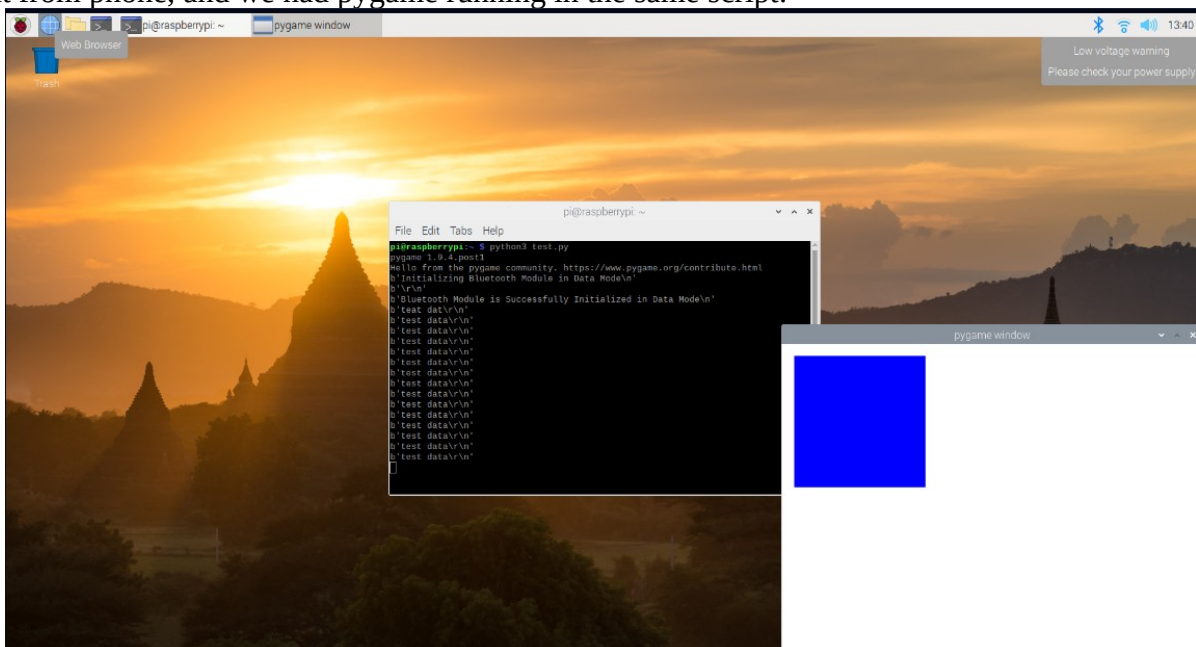 t from phone, and we had pygame running in the same script.
pi@raspberrypi: ~
pygame window
13:40
Web Browser
Low voltage warning
Please check your power supply
Trash
pi@raspberrypi: ~
File Edit Tabs Help
pi@raspberrypi:~ $ python3 test.py
pygame 1.9.4.post1
Hello from the pygame community. https://www.pygame.org/contribute.html
b'Initializing Bluetooth Module in Data Mode\n'
b'\r\n'
b'Bluetooth Module is Successfully Initialized in Data Mode\n'
b'teat dat\r\n'
b'test data\r\n'
b'test data\r\n'
b'test data\r\n'
b'test data\r\n'
b'test data\r\n'
b'test data\r\n'
b'test data\r\n'
b'test data\r\n'
b'test data\r\n'
b'test data\r\n'
b'test data\r\n'
b'test data\r\n'
b'test data\r\n'
b'test data\r\n'
pygame window